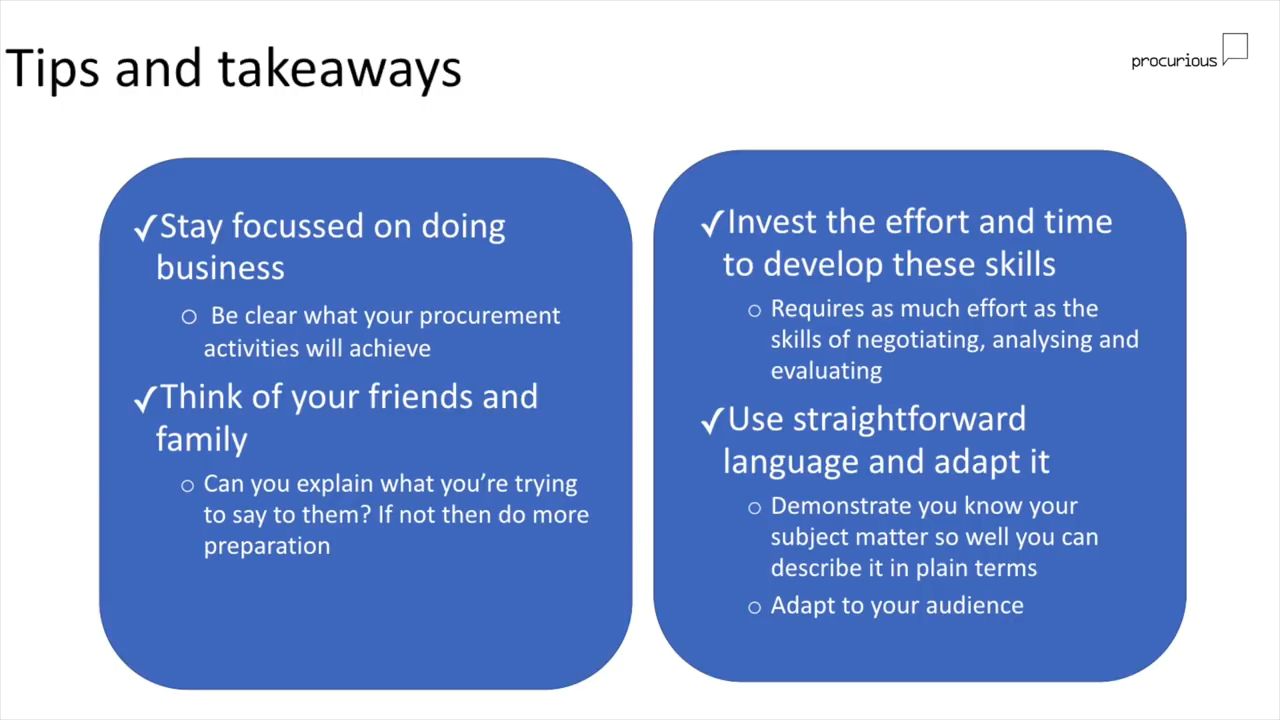 Tips and takeaways
procurious
✓Stay focussed on doing
business
○ Be clear what your procurement
activities will achieve
✓Think of your friends and
family
○ Can you explain what you’re trying
to say to them? If not then do more
preparation
✓Invest the effort and time
to develop these skills
○ Requires as much effort as the
skills of negotiating, analysing and
evaluating
✓Use straightforward
language and adapt it
○ Demonstrate you know your
subject matter so well you can
describe it in plain terms
○ Adapt to your audience